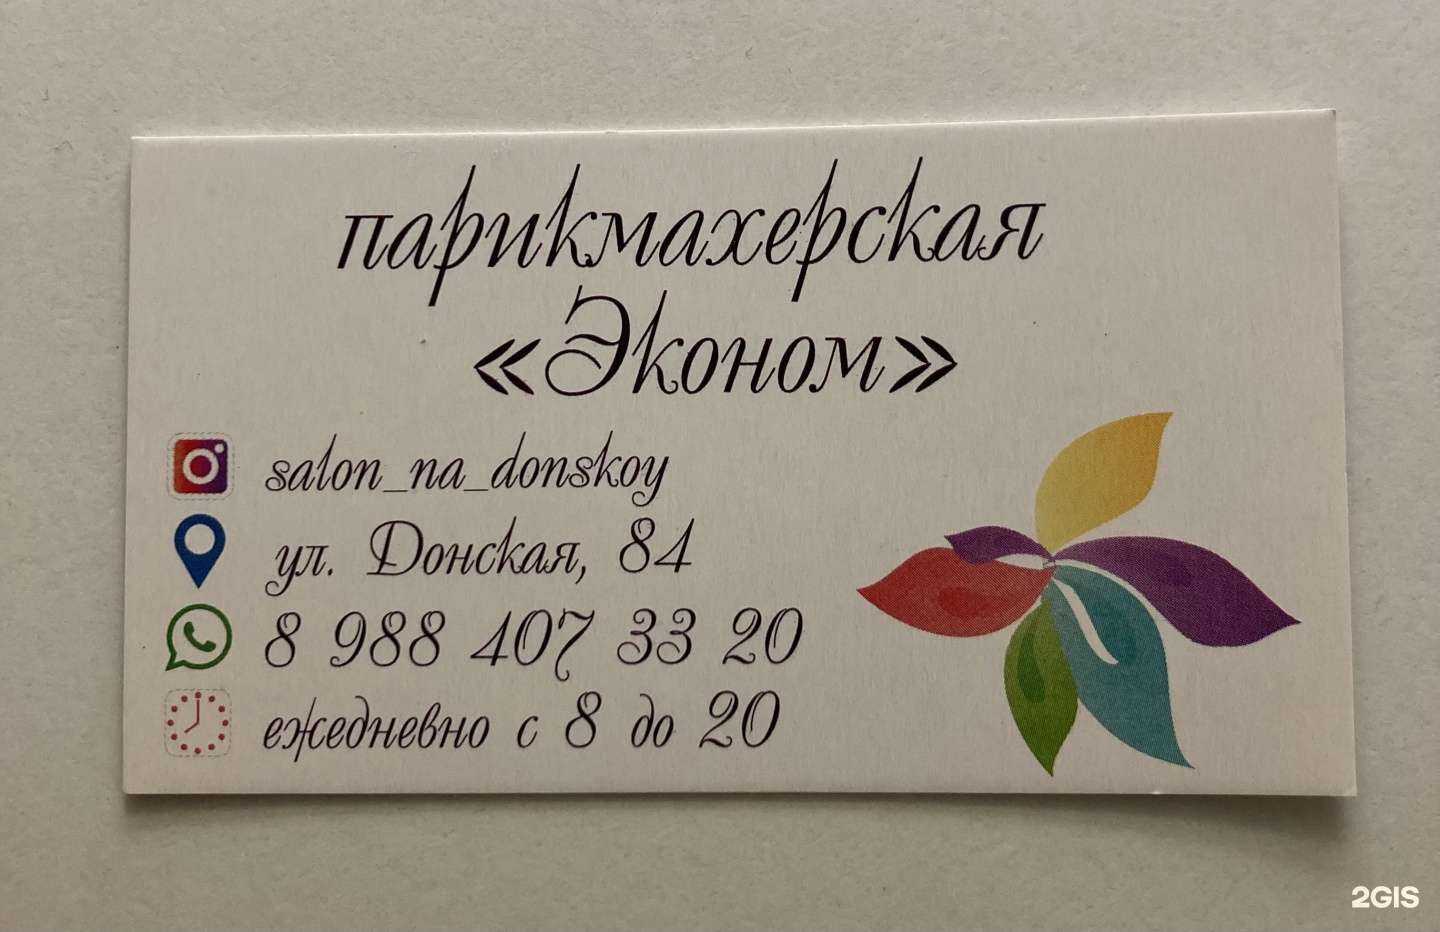 парикмахерская
«Эконом»
salon_na_donskoy
ул. Донская, 84
8 988 407 33 20
ежедневно с 8 до 20
2GIS